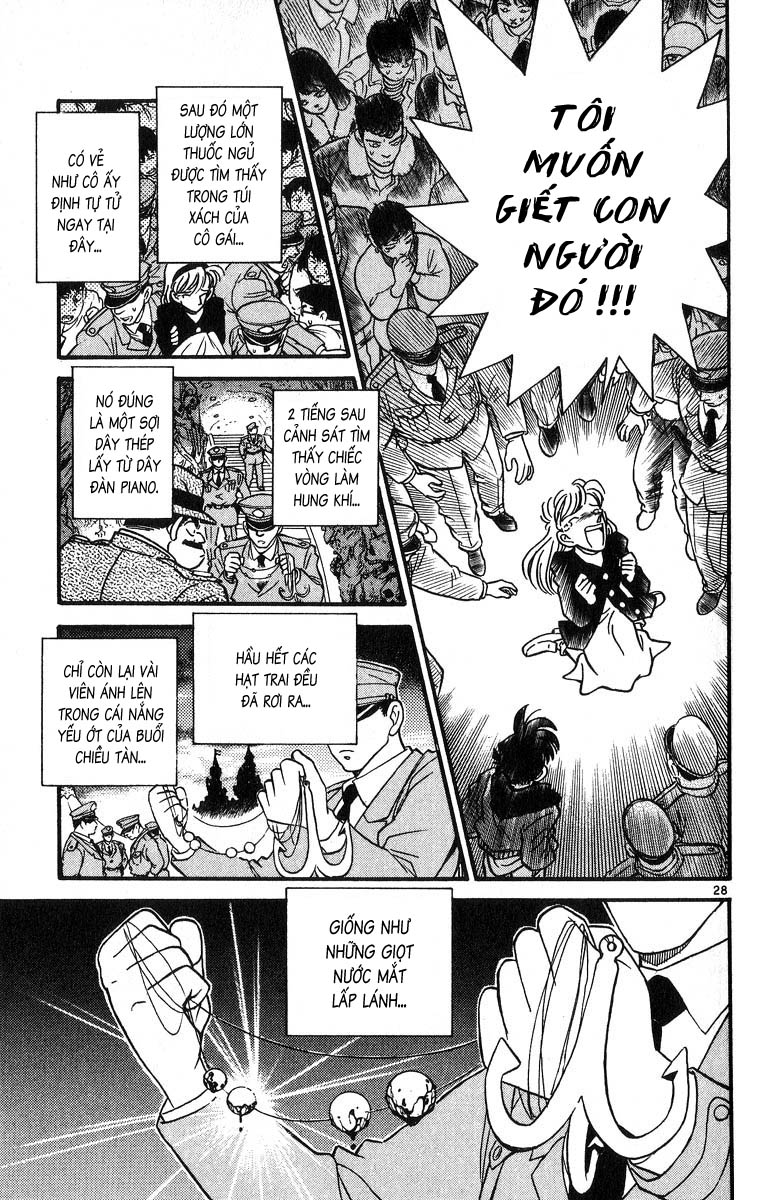 TÔI
MUỐN
GIẾT CON
NGƯỜI
ĐÓ !!!
SAU ĐÓ MỘT
LƯỢNG LỚN
THUỐC NGỦ
ĐƯỢC TÌM THẤY
TRONG TÚI
XÁCH CỦA
CÔ GÁI...
CÓ VẺ
NHƯ CÔ ẤY
ĐỊNH TỰ TỬ
NGAY TẠI
ĐÂY...
2 TIẾNG SAU
CẢNH SÁT TÌM
THẤY CHIẾC
VÒNG LÀM
HUNG KHÍ...
NÓ ĐÚNG
LÀ MỘT SỢI
DÂY THÉP
LẤY TỪ DÂY
ĐÀN PIANO.
HẦU HẾT CÁC
HẠT TRAI ĐỀU
ĐÃ RƠI RA...
CHỈ CÒN LẠI VÀI
VIÊN ÁNH LÊN
TRONG CÁI NẮNG
YẾU ỚT CỦA BUỔI
CHIỀU TÀN...
28
GIỐNG NHƯ
NHỮNG GIỌT
NƯỚC MẮT
LẤP LÁNH...